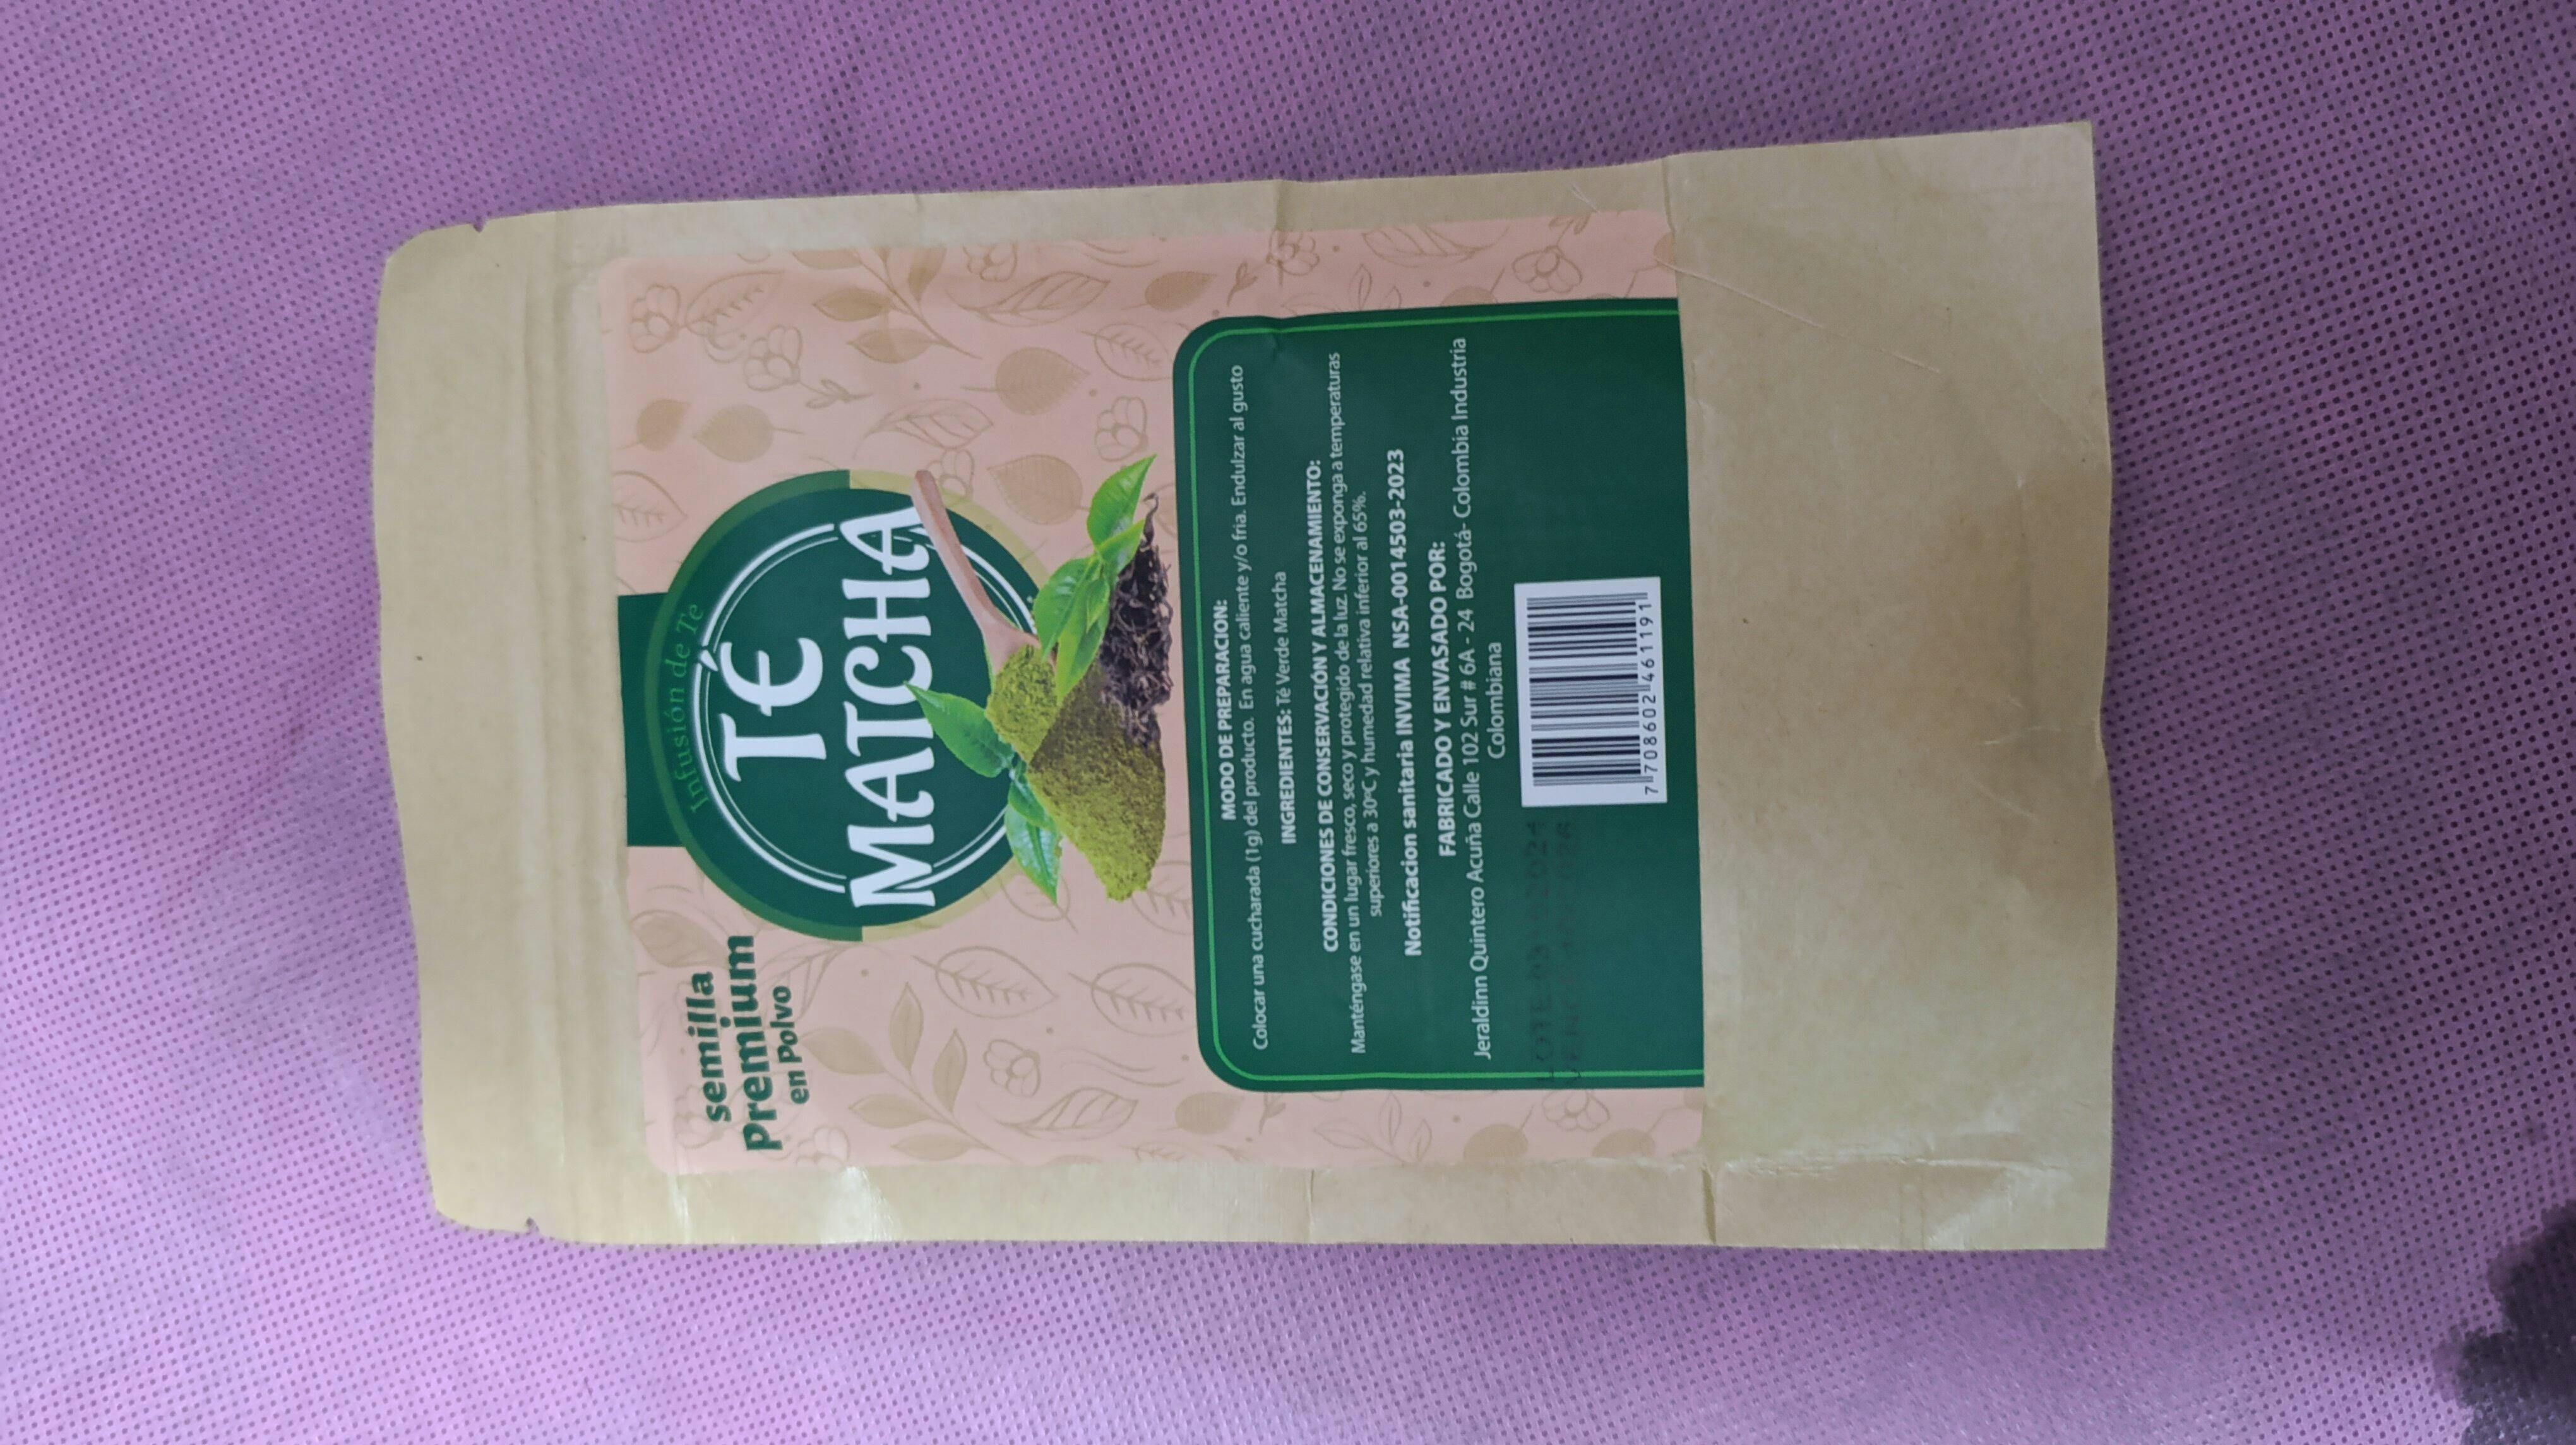 semilla
Premium
en Polvo
Infusión de Te
TÉ
MATCHA
MODO DE PREPARACION:
Colocar una cucharada (1g) del producto. En agua caliente y/o fria. Endulzar al gusto
INGREDIENTES: Té Verde Matcha
CONDICIONES DE CONSERVACIÓN Y ALMACENAMIENTO:
Manténgase en un lugar fresco, seco y protegido de la luz. No se exponga a temperaturas
superiores a 30°C y humedad relativa inferior al 65%.
Notificacion sanitaria INVIMA NSA-0014503-2023
FABRICADO Y ENVASADO POR:
Jeraldinn Quintero Acuña Calle 102 Sur # 6A - 24 Bogotá- Colombia Industria
Colombiana
7 708602 461191